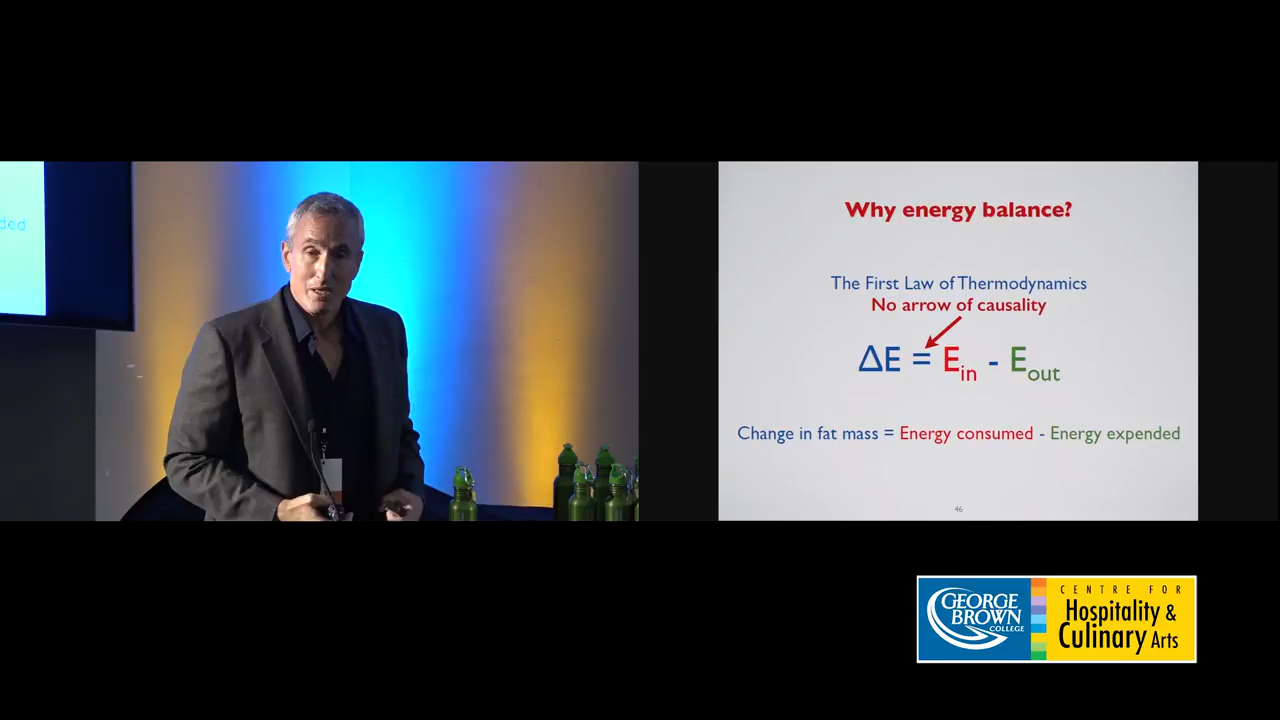 ded
Why energy balance?
The First Law of Thermodynamics
No arrow of causality
ΔE = Ein - Eout
Change in fat mass = Energy consumed - Energy expended
46
GEORGE
BROWN
COLLEGE
CENTRE FOR
Hospitality &
Culinary Arts